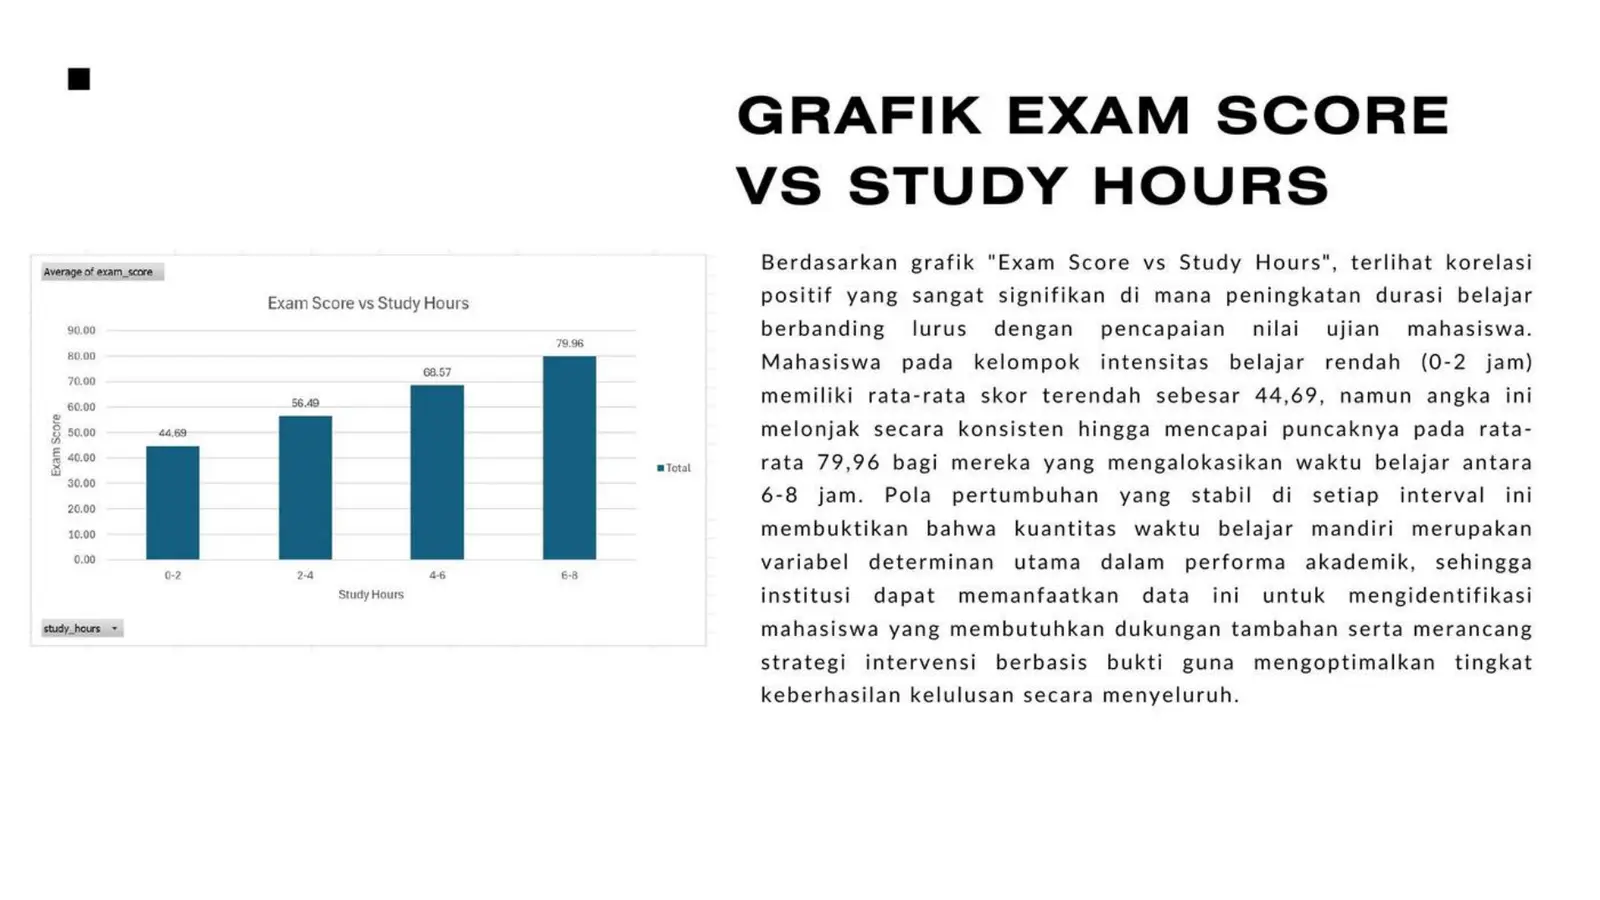 GRAFIK EXAM SCORE
VS STUDY HOURS
Average of exam_score
Exam Score vs Study Hours
90.00
80.00
70.00
60.00
50.00
40.00
30.00
20.00
10.00
0.00
Exam Score
44.69
56.49
68.57
79.96
0-2
2-4
4-6
6-8
Study Hours
Total
study_hours
Berdasarkan grafik "Exam Score vs Study Hours", terlihat korelasi
positif yang sangat signifikan di mana peningkatan durasi belajar
berbanding lurus dengan pencapaian nilai ujian mahasiswa.
Mahasiswa pada kelompok intensitas belajar rendah (0-2 jam)
memiliki rata-rata skor terendah sebesar 44,69, namun angka ini
melonjak secara konsisten hingga mencapai puncaknya pada rata-
rata 79,96 bagi mereka yang mengalokasikan waktu belajar antara
6-8 jam. Pola pertumbuhan yang stabil di setiap interval ini
membuktikan bahwa kuantitas waktu belajar mandiri merupakan
variabel determinan utama dalam performa akademik, sehingga
institusi dapat memanfaatkan data ini untuk mengidentifikasi
mahasiswa yang membutuhkan dukungan tambahan serta merancang
strategi intervensi berbasis bukti guna mengoptimalkan tingkat
keberhasilan kelulusan secara menyeluruh.